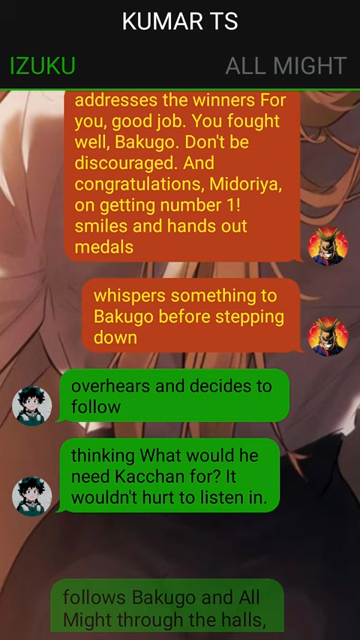 KUMAR TS
IZUKU
ALL MIGHT
addresses the winners For
you, good job. You fought
well, Bakugo. Don't be
discouraged. And
congratulations, Midoriya,
on getting number 1!
smiles and hands out
medals
whispers something to
Bakugo before stepping
down
overhears and decides to
follow
thinking What would he
need Kacchan for? It
wouldn't hurt to listen in.
follows Bakugo and All
Might through the halls,